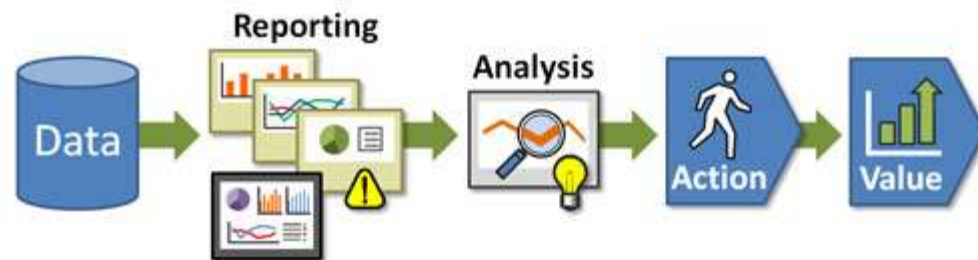 Reporting
Analysis
Data
Action
Value